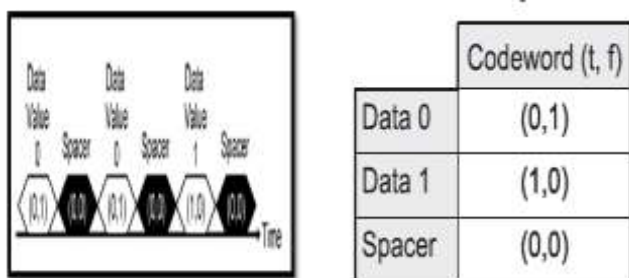 Data Data Data
Value Value Value
0 Spacer 0 Spacer 1 Spacer
(0,1) (0,0) (0,1) (0,0) (1,0) (0,0)
Time
Codeword (t, f)
Data 0 (0,1)
Data 1 (1,0)
Spacer (0,0)